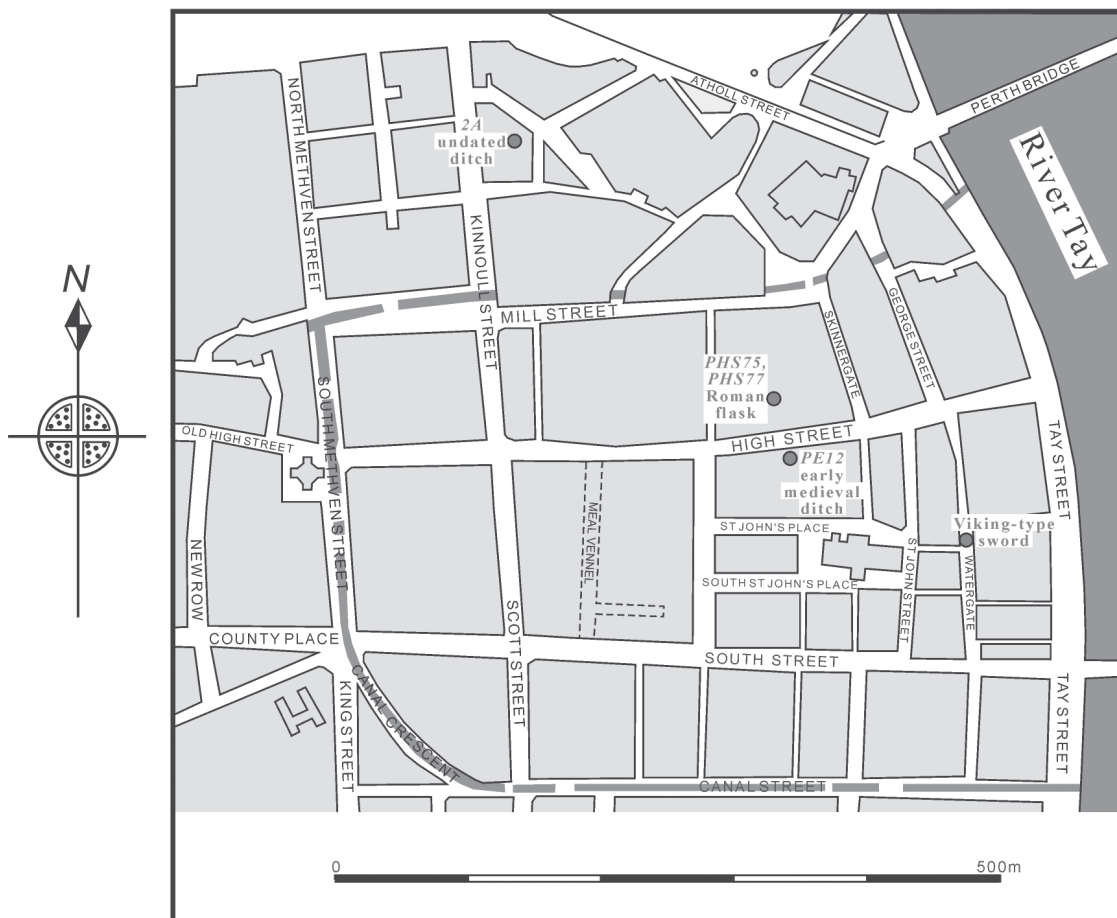 ATHOLL STREET
PERTH BRIDGE
River Tay
NORTH METHVEN STREET
2A
undated
ditch
KINNOULL STREET
N
MILL STREET
SKINNERGATE
GEORGE STREET
PHS75,
PHS77
Roman
flask
HIGH STREET
TAY STREET
OLD HIGH STREET
SOUTH METHVEN STREET
PE12
early
medieval
ditch
MEAL VENNEL
ST JOHN'S PLACE
Viking-type
sword
NEW ROW
SOUTH ST JOHN'S PLACE
ST JOHN STREET
WATERGATE
COUNTY PLACE
SCOTT STREET
SOUTH STREET
KING STREET
CANAL CRESCENT
TAY STREET
CANAL STREET
0
500m